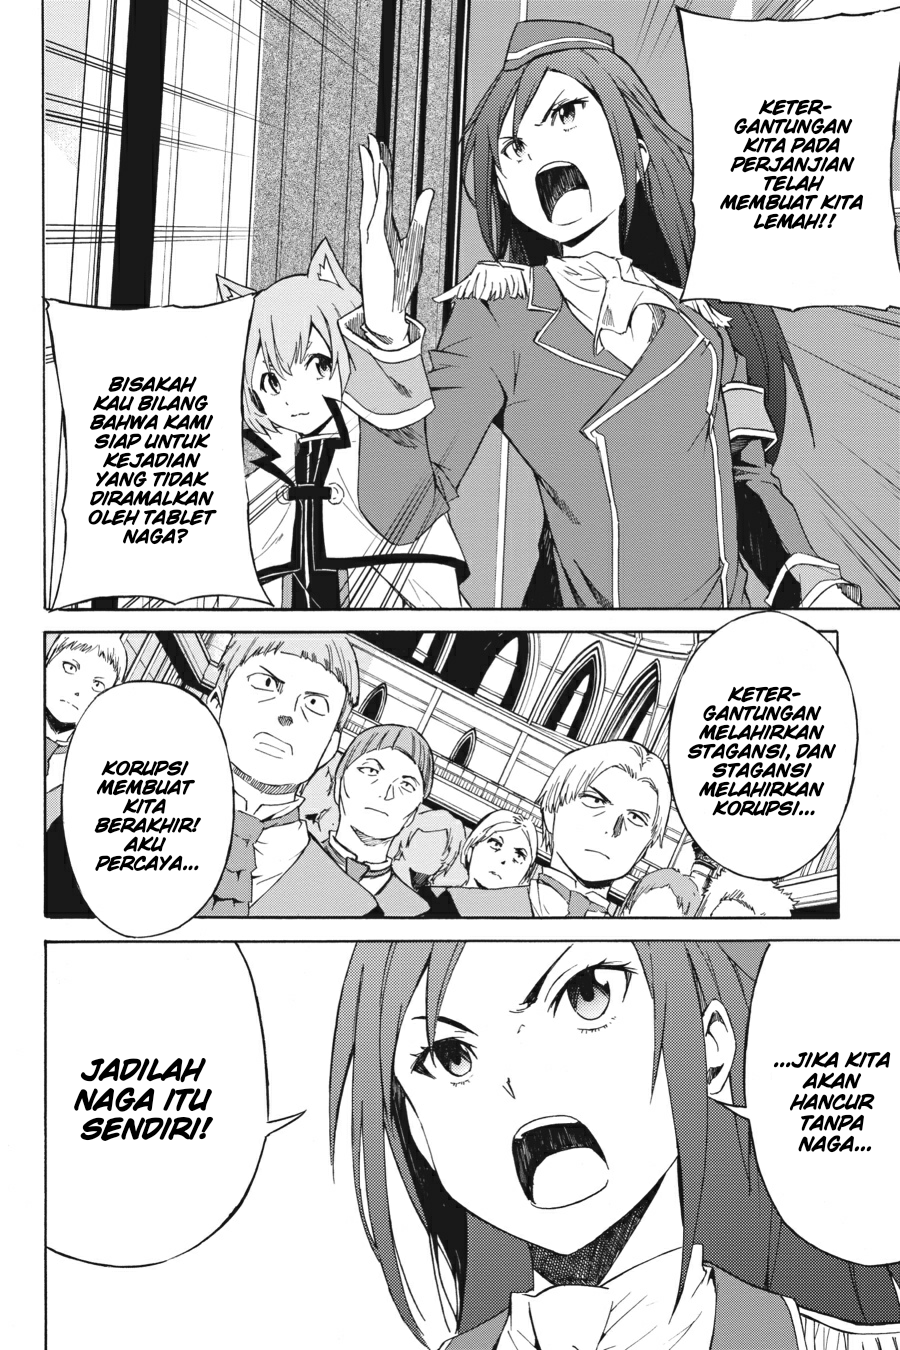 KETER-
GANTUNGAN
KITA PADA
PERJANJIAN
TELAH
MEMBUAT KITA
LEMAH!!
BISAKAH
KAU BILANG
BAHWA KAMI
SIAP UNTUK
KEJADIAN
YANG TIDAK
DIRAMALKAN
OLEH TABLET
NAGA?
KETER-
GANTUNGAN
MELAHIRKAN
STAGANSI, DAN
STAGANSI
MELAHIRKAN
KORUPSI...
KORUPSI
MEMBUAT
KITA
BERAKHIR!
AKU
PERCAYA...
...JIKA KITA
AKAN
HANCUR
TANPA
NAGA...
JADILAH
NAGA ITU
SENDIRI!